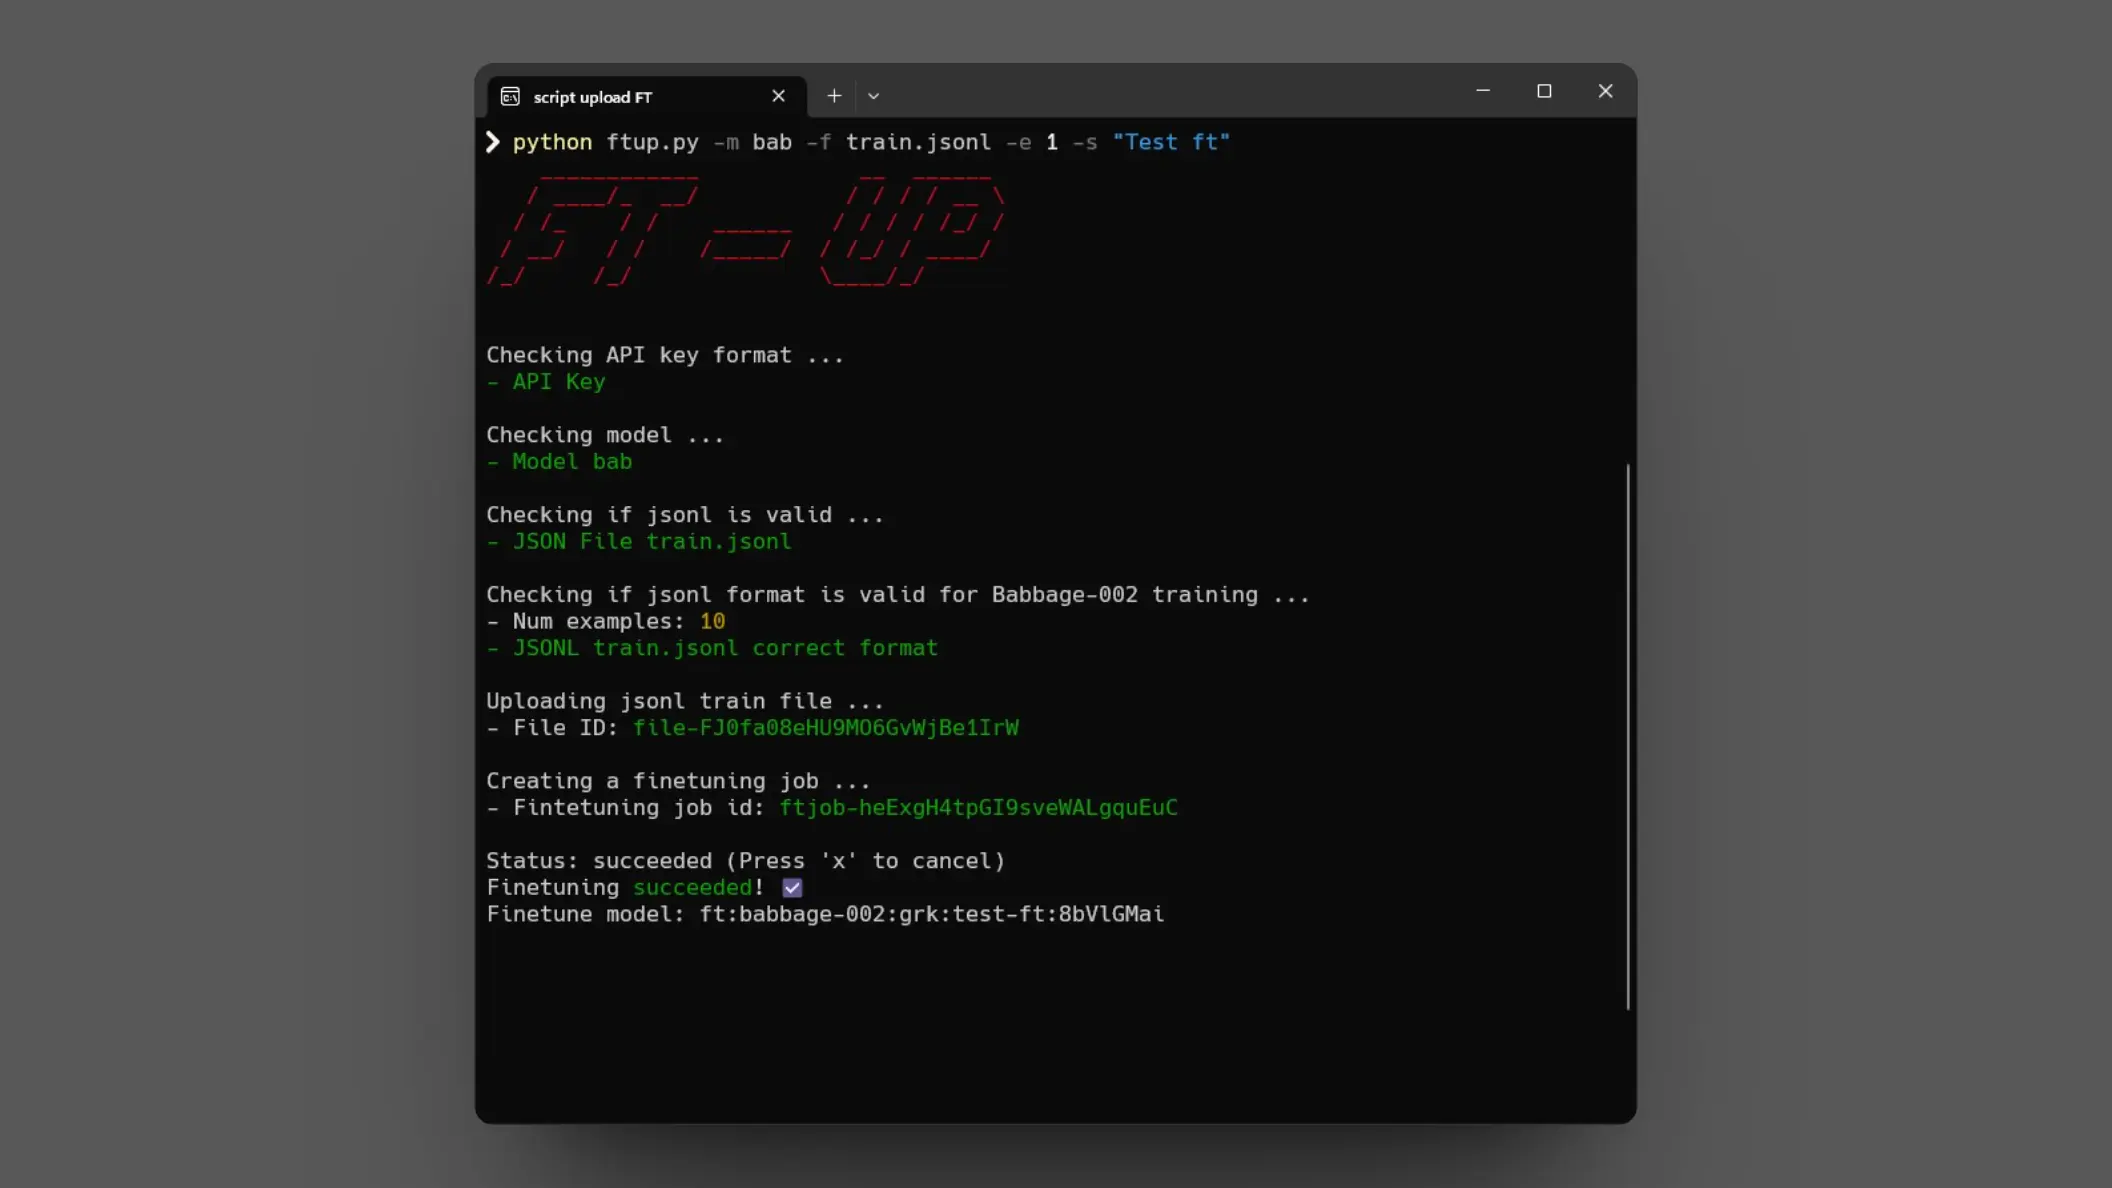 script upload FT
❯ python ftup.py -m bab -f train.jsonl -e 1 -s "Test ft"
FT-UP
Checking API key format ...
- API Key
Checking model ...
- Model bab
Checking if jsonl is valid ...
- JSON File train.jsonl
Checking if jsonl format is valid for Babbage-002 training ...
- Num examples: 10
- JSONL train.jsonl correct format
Uploading jsonl train file ...
- File ID: file-FJ0fa08eHU9MO6GvWjBe1IrW
Creating a finetuning job ...
- Fintetuning job id: ftjob-heExgH4tpGI9sveWALgquEuC
Status: succeeded (Press 'x' to cancel)
Finetuning succeeded! ☑
Finetune model: ft:babbage-002:grk:test-ft:8bVlGMai